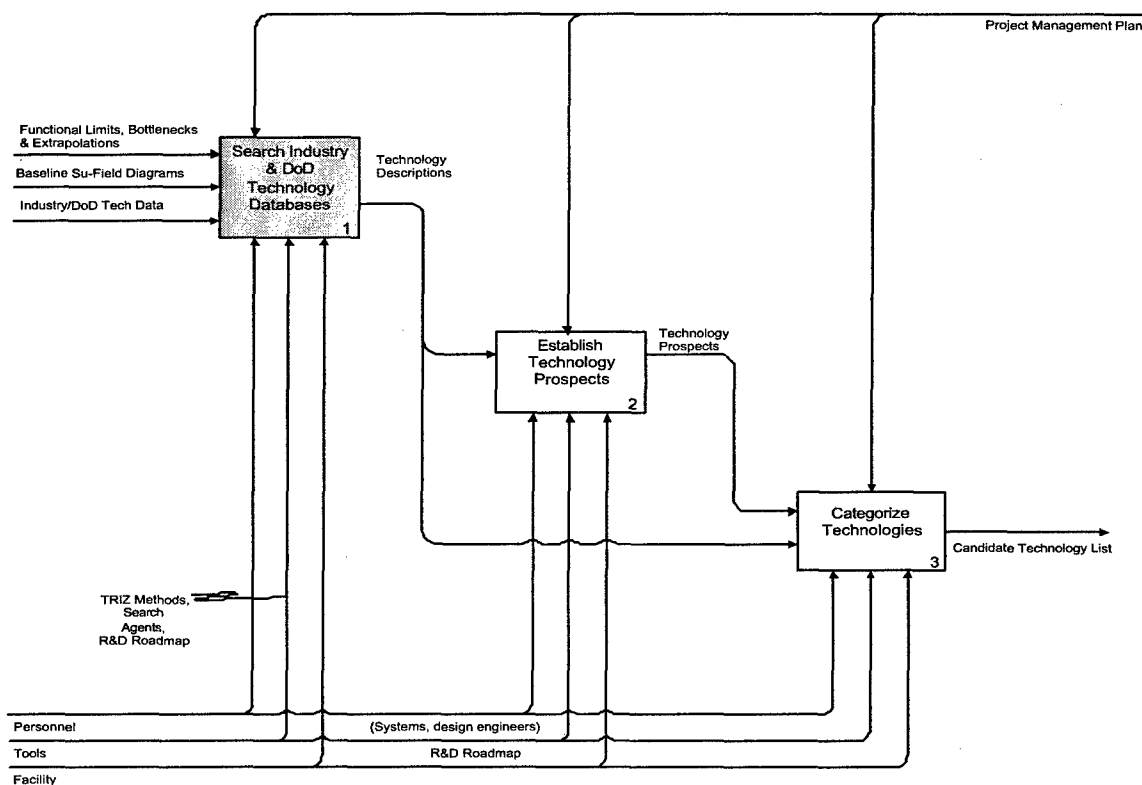 Project Management Plan
Functional Limits, Bottlenecks
& Extrapolations
Baseline Su-Field Diagrams
Industry/DoD Tech Data
Search Industry
& DoD
Technology
Databases
1
Technology
Descriptions
Establish
Technology
Prospects
2
Technology
Prospects
Categorize
Technologies
3
Candidate Technology List
TRIZ Methods,
Search
Agents,
R&D Roadmap
Personnel
(Systems, design engineers)
Tools
R&D Roadmap
Facility